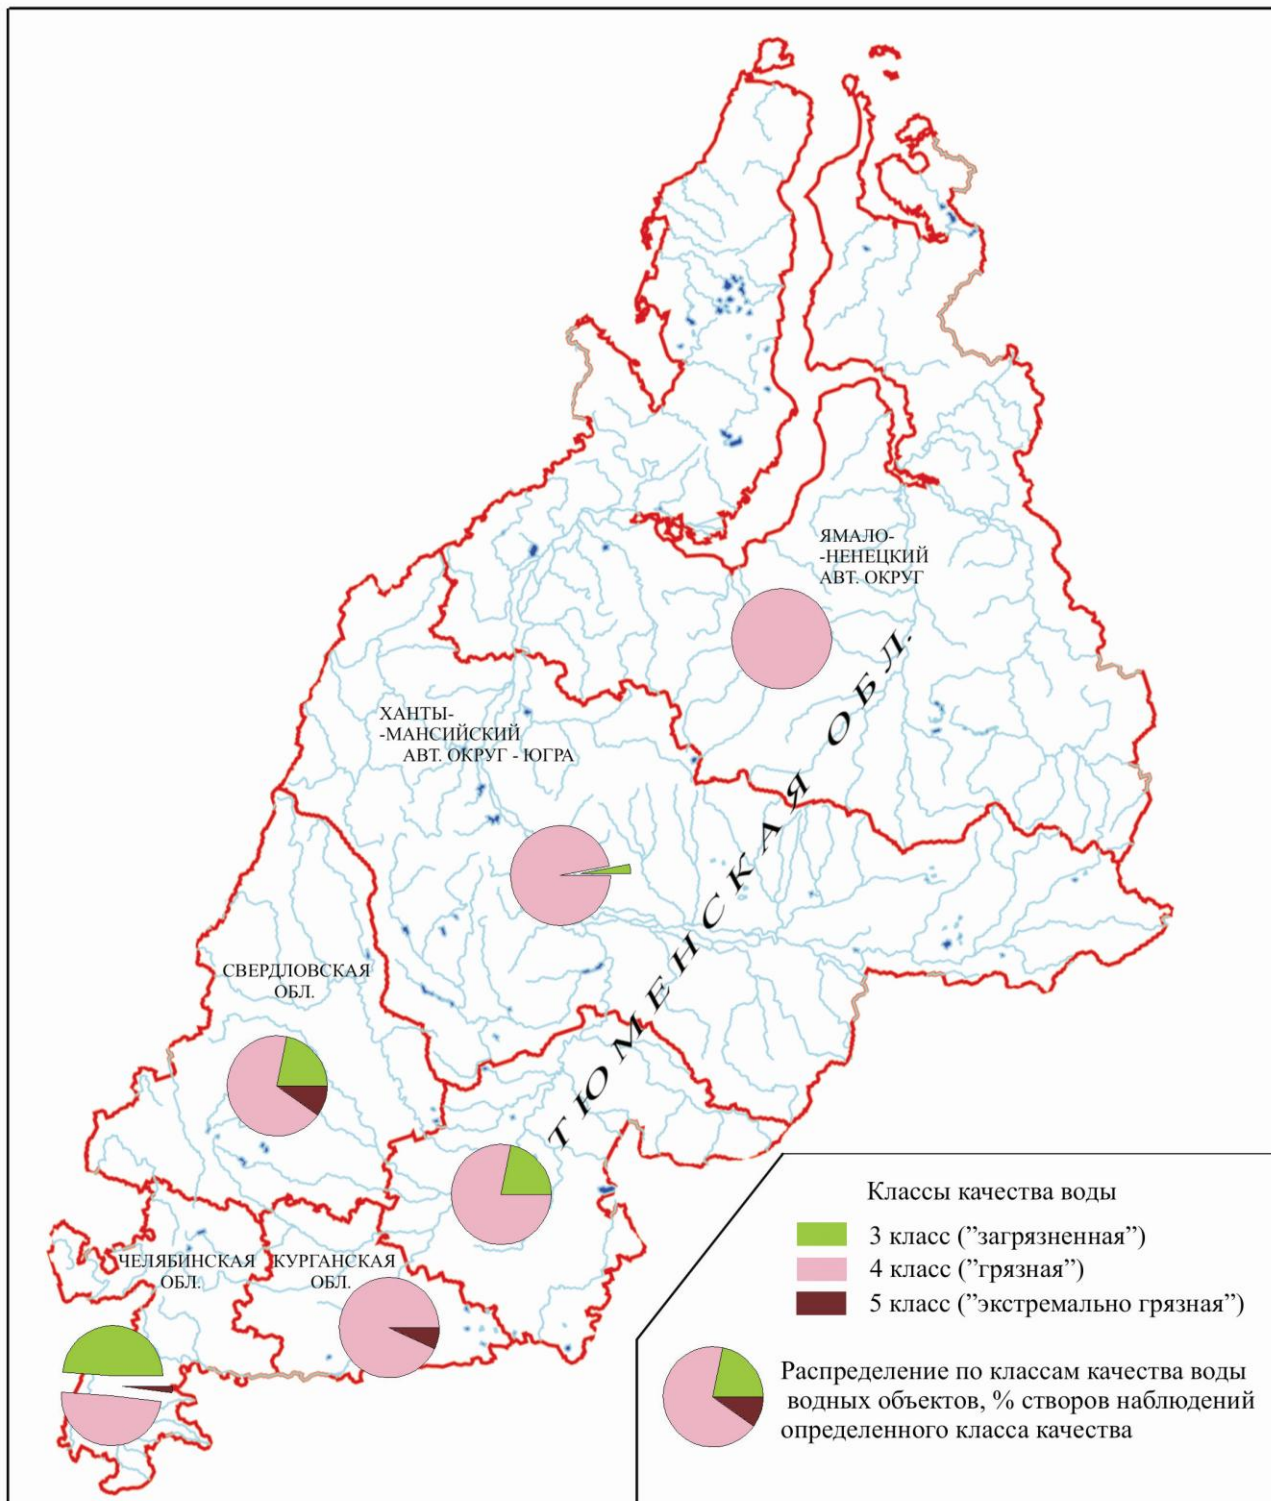 ЯМАЛО-
-НЕНЕЦКИЙ
АВТ. ОКРУГ
ХАНТЫ-
-МАНСИЙСКИЙ
АВТ. ОКРУГ - ЮГРА
ТЮМЕНСКАЯ ОБЛ.
СВЕРДЛОВСКАЯ
ОБЛ.
ЧЕЛЯБИНСКАЯ
ОБЛ.
КУРГАНСКАЯ
ОБЛ.
Классы качества воды
3 класс ("загрязненная")
4 класс ("грязная")
5 класс ("экстремально грязная")
Распределение по классам качества воды
водных объектов, % створов наблюдений
определенного класса качества